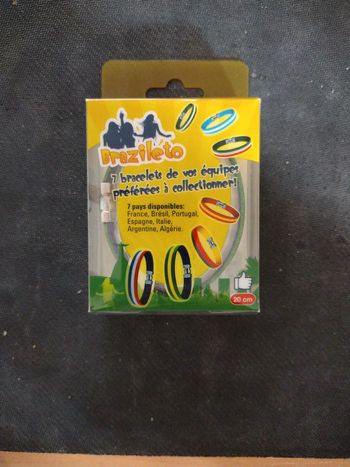 Brazileto
7 bracelets de vos équipes
préférées à collectionner!
7 pays disponibles:
France, Brésil, Portugal,
Espagne, Italie,
Argentine, Algérie.
20 cm